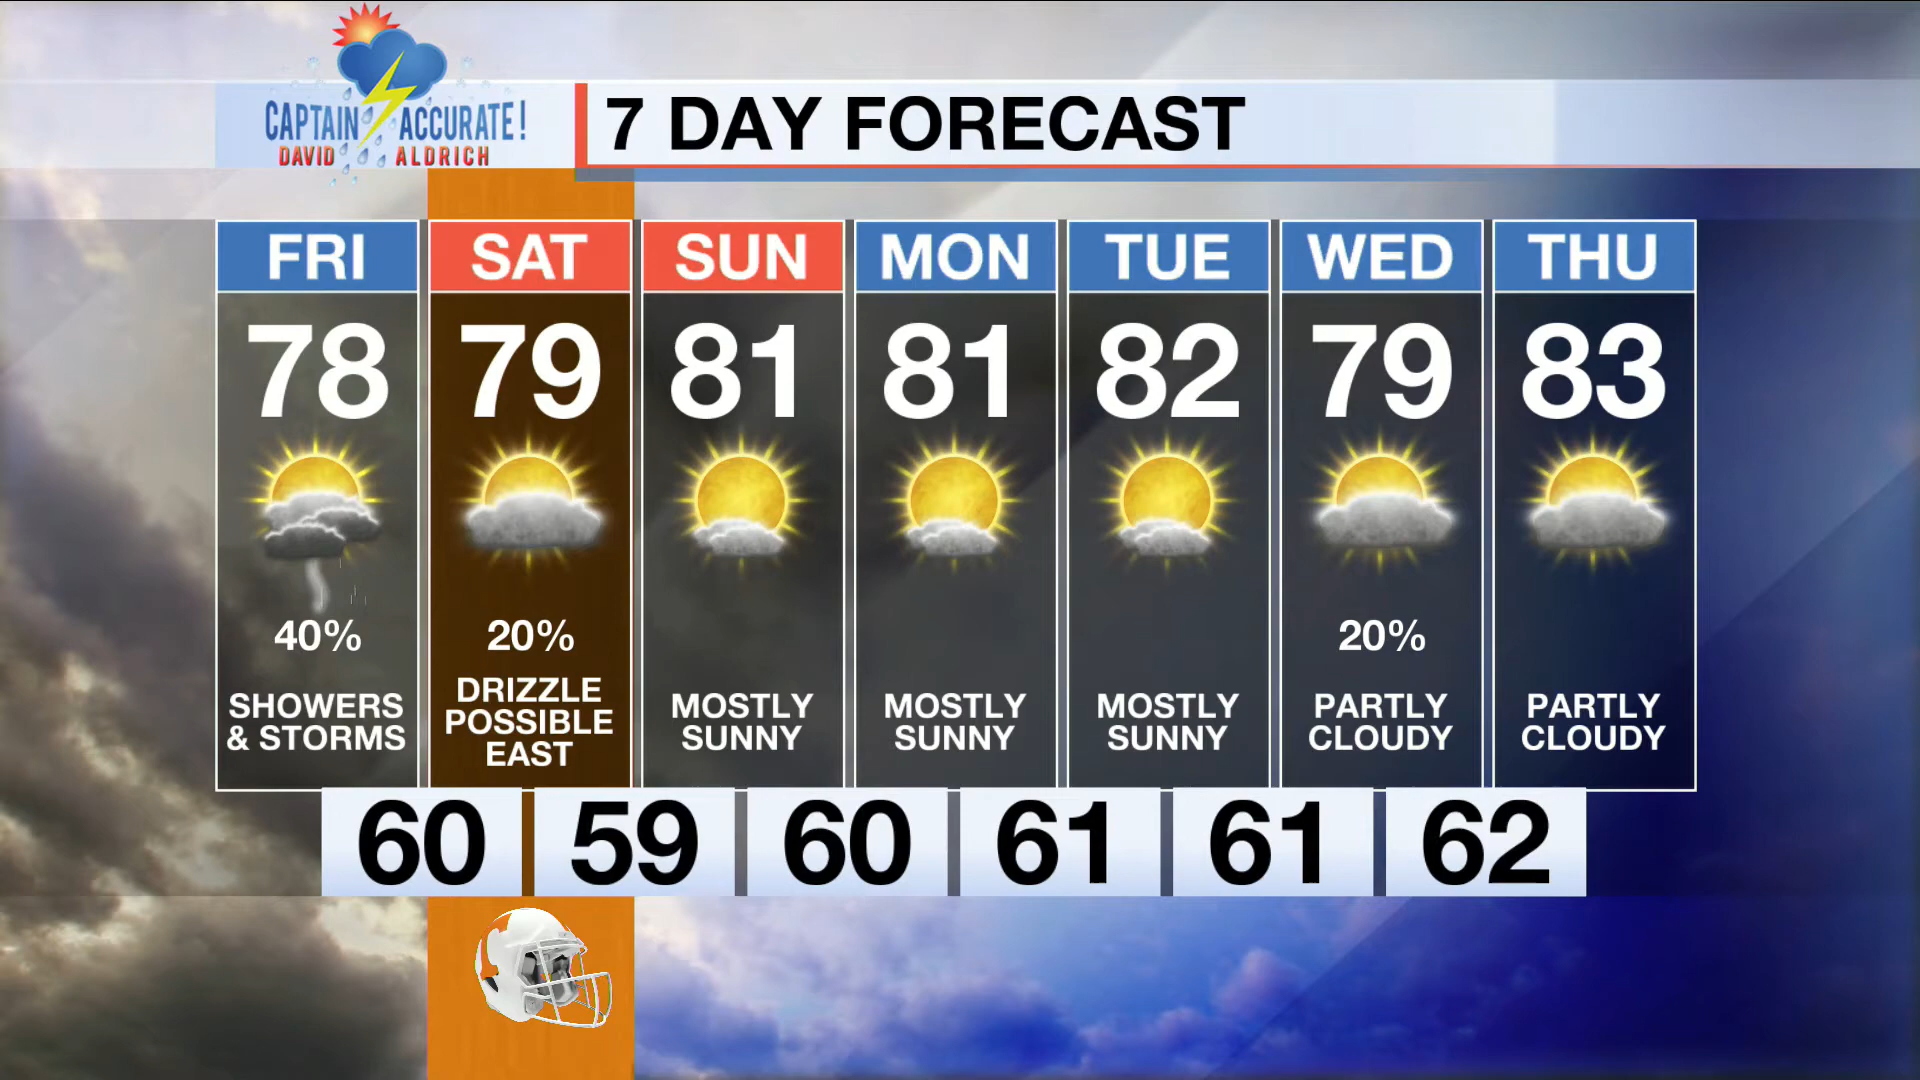 CAPTAIN ACCURATE!
DAVID ALDRICH
7 DAY FORECAST
FRI
78
40%
SHOWERS
& STORMS
SAT
79
20%
DRIZZLE
POSSIBLE
EAST
SUN
81
MOSTLY
SUNNY
MON
81
MOSTLY
SUNNY
TUE
82
MOSTLY
SUNNY
WED
79
20%
PARTLY
CLOUDY
THU
83
PARTLY
CLOUDY
60 59 60 61 61 62